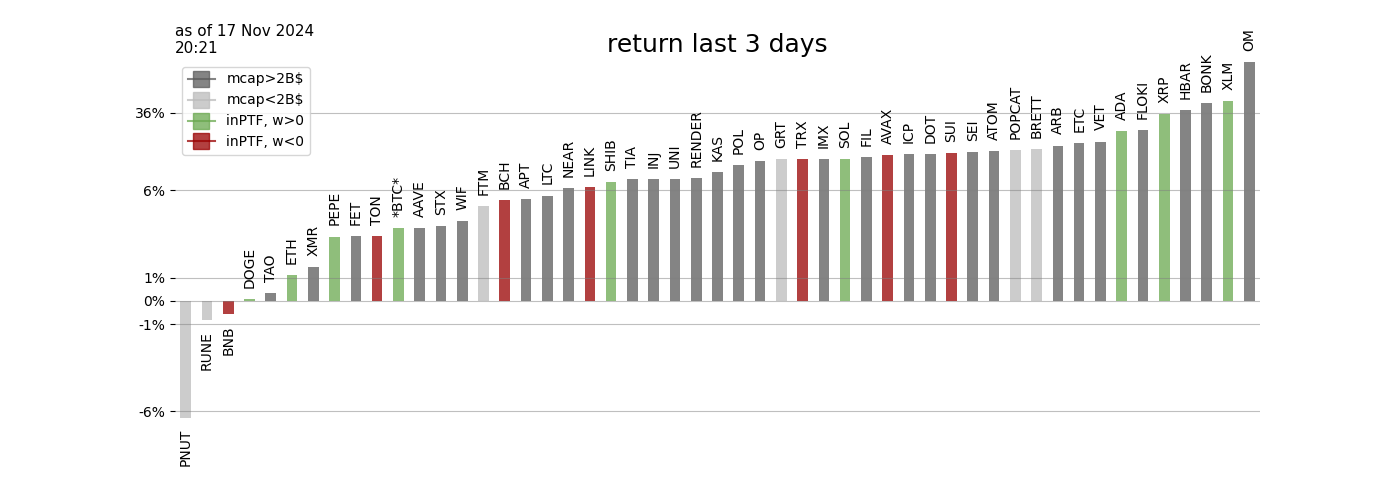 as of 17 Nov 2024
20:21
return last 3 days
mcap>2B$
mcap<2B$
inPTF, w>0
inPTF, w<0
36%
6%
1%
0%
-1%
-6%
PNUT
RUNE
BNB
DOGE
TAO
ETH
XMR
PEPE
FET
TON
*BTC*
AAVE
STX
WIF
FTM
BCH
APT
LTC
NEAR
LINK
SHIB
TIA
INJ
UNI
RENDER
KAS
POL
OP
GRT
TRX
IMX
SOL
FIL
AVAX
ICP
DOT
SUI
SEI
ATOM
POPCAT
BRETT
ARB
ETC
VET
ADA
FLOKI
XRP
HBAR
BONK
XLM
OM